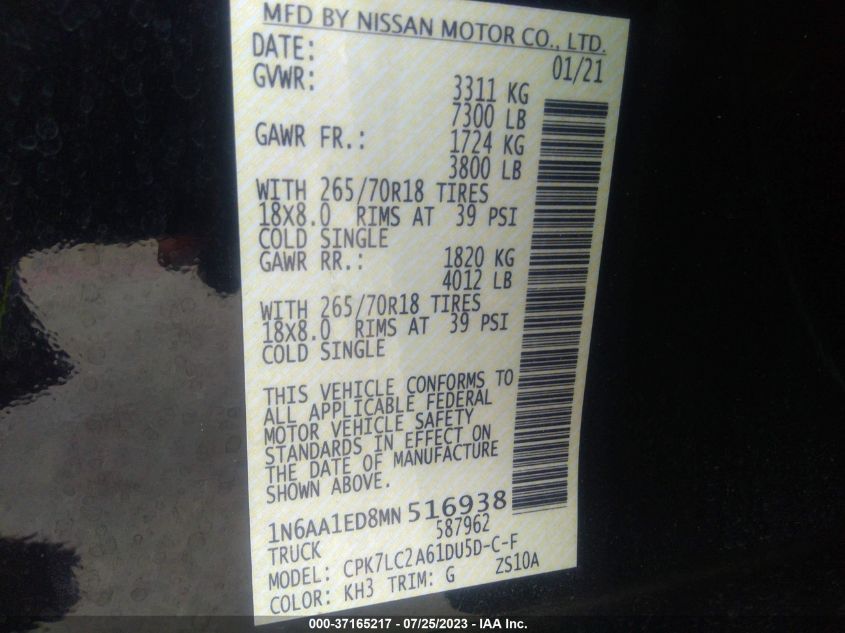 MFD BY NISSAN MOTOR CO., LTD.
DATE: 01/21
GVWR: 3311 KG
7300 LB
GAWR FR.: 1724 KG
3800 LB
WITH 265/70R18 TIRES
18X8.0 RIMS AT 39 PSI
COLD SINGLE
GAWR RR.: 1820 KG
4012 LB
WITH 265/70R18 TIRES
18X8.0 RIMS AT 39 PSI
COLD SINGLE
THIS VEHICLE CONFORMS TO
ALL APPLICABLE FEDERAL
MOTOR VEHICLE SAFETY
STANDARDS IN EFFECT ON
THE DATE OF MANUFACTURE
SHOWN ABOVE.
1N6AA1ED8MN 516938
TRUCK 587962
MODEL: CPK7LC2A61DU5D-C-F
COLOR: KH3 TRIM: G ZS10A
000-37165217 - 07/25/2023 - IAA Inc.